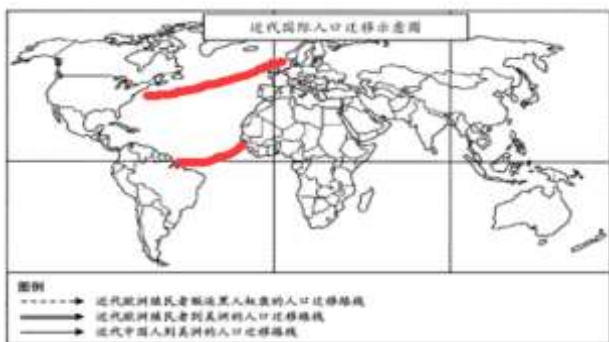 近代国际人口迁移示意图
图例
近代欧洲殖民者贩运黑人奴隶的人口迁移路线
近代欧洲殖民者到美洲的人口迁移路线
近代中国人到美洲的人口迁移路线